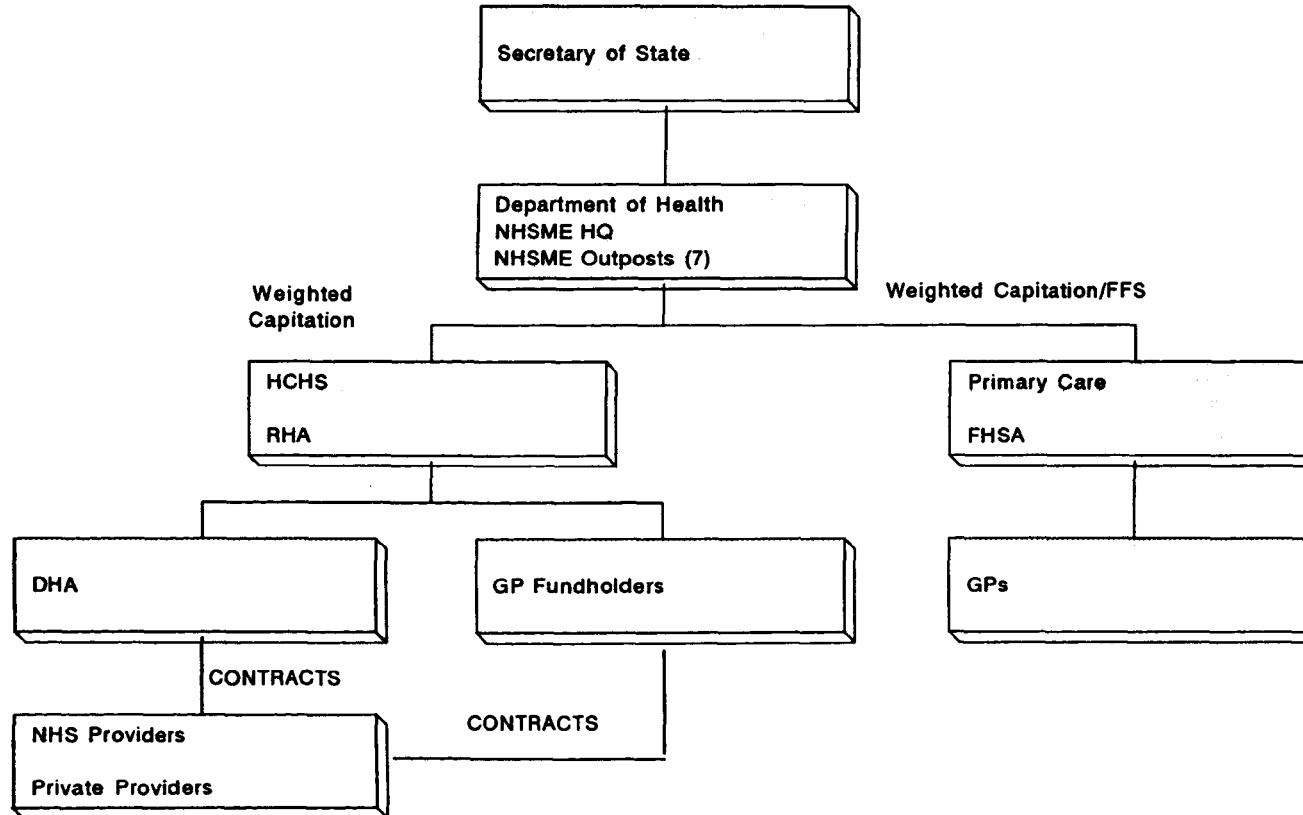 Secretary of State
Department of Health
NHSME HQ
NHSME Outposts (7)
Weighted
Capitation
Weighted Capitation/FFS
HCHS
RHA
Primary Care
FHSA
DHA
GP Fundholders
GPs
CONTRACTS
CONTRACTS
NHS Providers
Private Providers